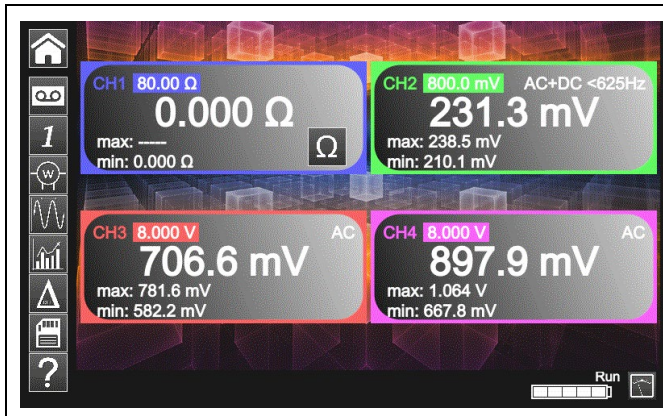 CH1 80.00 Ω
0.000 Ω
max: -----
min: 0.000 Ω
Ω
CH2 800.0 mV AC+DC <625Hz
231.3 mV
max: 238.5 mV
min: 210.1 mV
CH3 8.000 V AC
706.6 mV
max: 781.6 mV
min: 582.2 mV
CH4 8.000 V AC
897.9 mV
max: 1.064 V
min: 667.8 mV
1
W
?
Run